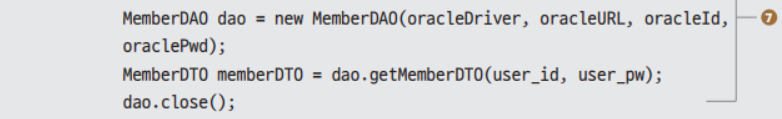 MemberDAO dao = new MemberDAO(oracleDriver, oracleURL, oracleId, ❼
oraclePwd);
MemberDTO memberDTO = dao.getMemberDTO(user_id, user_pw);
dao.close();